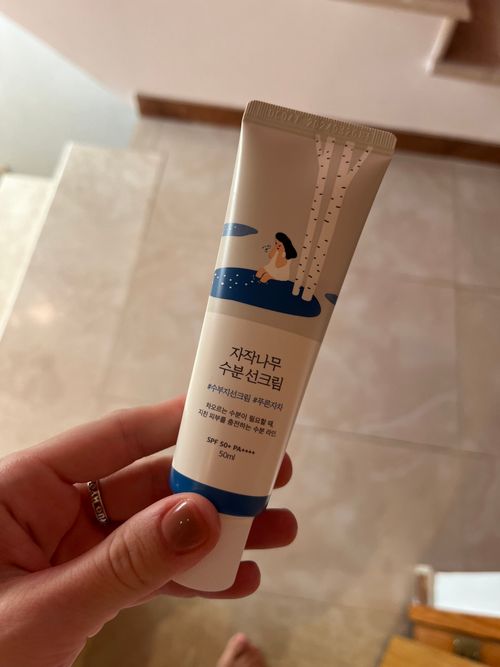 자작나무
수분 선크림
#수부지선크림 #푸른자차
차오르는 수분이 필요할 때,
지친 피부를 충전하는 수분 라인
SPF 50+ PA++++
50ml